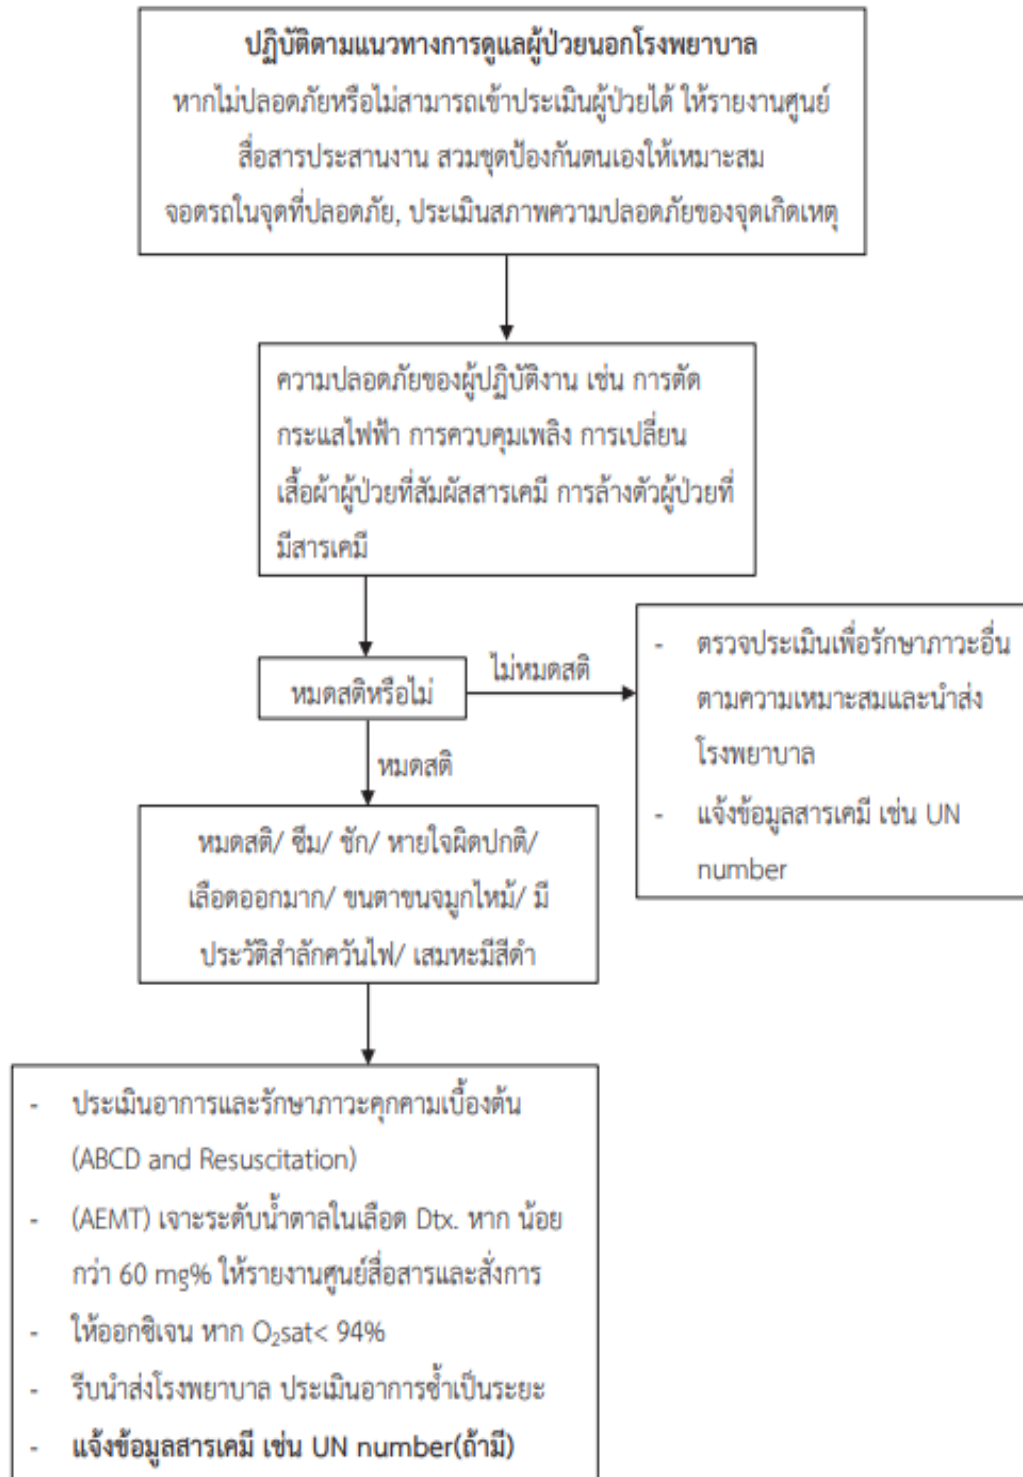 ปฏิบัติตามแนวทางการดูแลผู้ป่วยนอกโรงพยาบาล
หากไม่ปลอดภัยหรือไม่สามารถเข้าประเมินผู้ป่วยได้ ให้รายงานศูนย์
สื่อสารประสานงาน สวมชุดป้องกันตนเองให้เหมาะสม
จอดรถในจุดที่ปลอดภัย, ประเมินสภาพความปลอดภัยของจุดเกิดเหตุ
ความปลอดภัยของผู้ปฏิบัติงาน เช่น การตัด
กระแสไฟฟ้า การควบคุมเพลิง การเปลี่ยน
เสื้อผ้าผู้ป่วยที่สัมผัสสารเคมี การล้างตัวผู้ป่วยที่
มีสารเคมี
หมดสติหรือไม่
ไม่หมดสติ
- ตรวจประเมินเพื่อรักษาภาวะอื่น
ตามความเหมาะสมและนำส่ง
โรงพยาบาล
- แจ้งข้อมูลสารเคมี เช่น UN
number
หมดสติ
หมดสติ/ ซึม/ ชัก/ หายใจผิดปกติ/
เลือดออกมาก/ ขนตาขนจมูกไหม้/ มี
ประวัติสำลักควันไฟ/ เสมหะมีสีดำ
- ประเมินอาการและรักษาภาวะคุกคามเบื้องต้น
(ABCD and Resuscitation)
- (AEMT) เจาะระดับน้ำตาลในเลือด Dtx. หาก น้อย
กว่า 60 mg% ให้รายงานศูนย์สื่อสารและสั่งการ
- ให้ออกซิเจน หาก O₂sat< 94%
- รีบนำส่งโรงพยาบาล ประเมินอาการซ้ำเป็นระยะ
- แจ้งข้อมูลสารเคมี เช่น UN number(ถ้ามี)